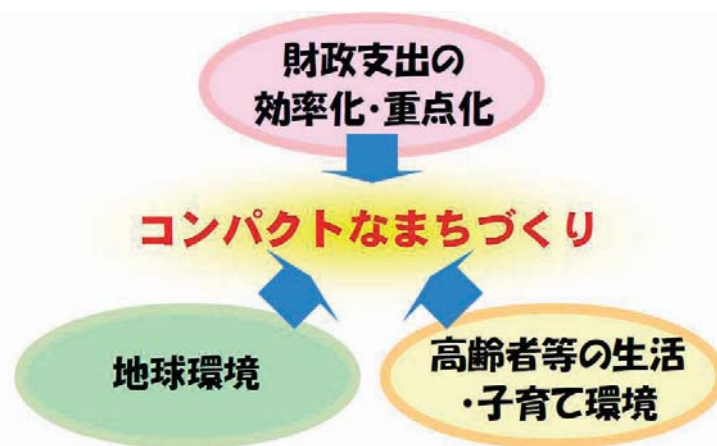 財政支出の
効率化・重点化
コンパクトなまちづくり
地球環境
高齢者等の生活
・子育て環境